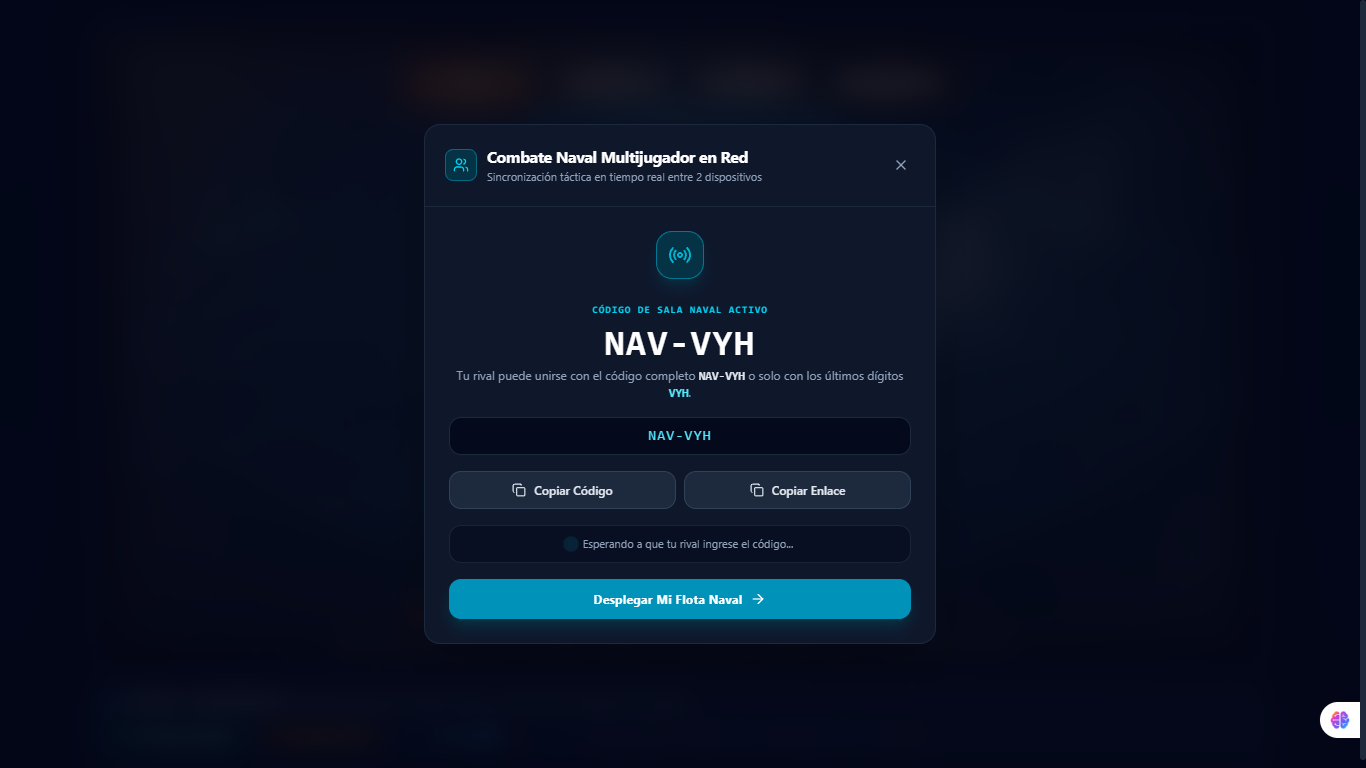 Combate Naval Multijugador en Red
Sincronización táctica en tiempo real entre 2 dispositivos
CÓDIGO DE SALA NAVAL ACTIVO
NAV-VYH
Tu rival puede unirse con el código completo NAV-VYH o solo con los últimos dígitos
VYH.
NAV-VYH
Copiar Código
Copiar Enlace
Esperando a que tu rival ingrese el código...
Desplegar Mi Flota Naval